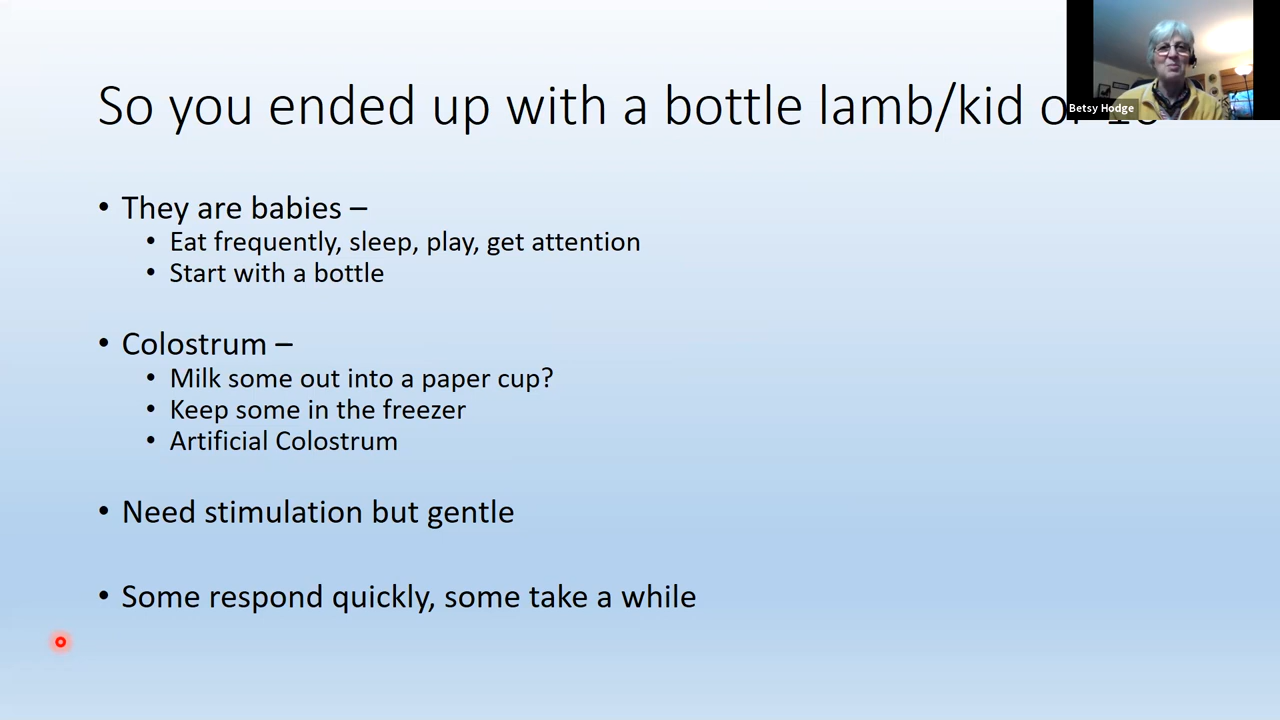 So you ended up with a bottle lamb/kid or 10
• They are babies –
• Eat frequently, sleep, play, get attention
• Start with a bottle
• Colostrum –
• Milk some out into a paper cup?
• Keep some in the freezer
• Artificial Colostrum
• Need stimulation but gentle
• Some respond quickly, some take a while
Betsy Hodge